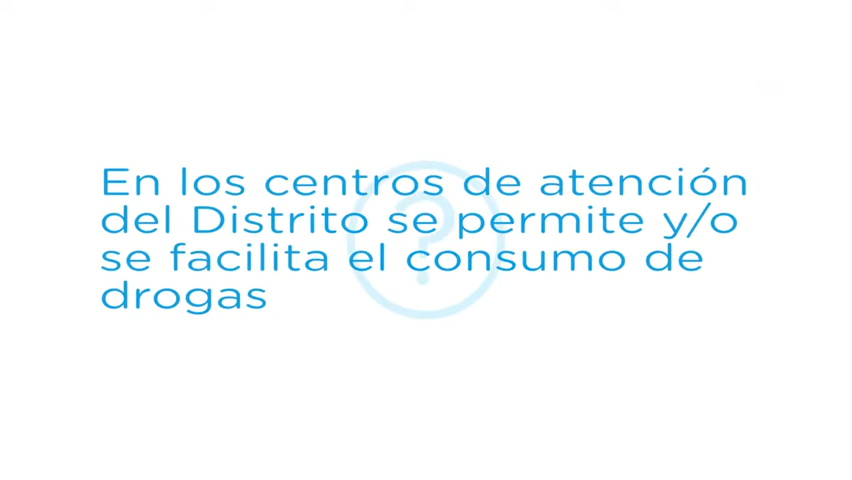 En los centros de atención
del Distrito se permite y/o
se facilita el consumo de
drogas